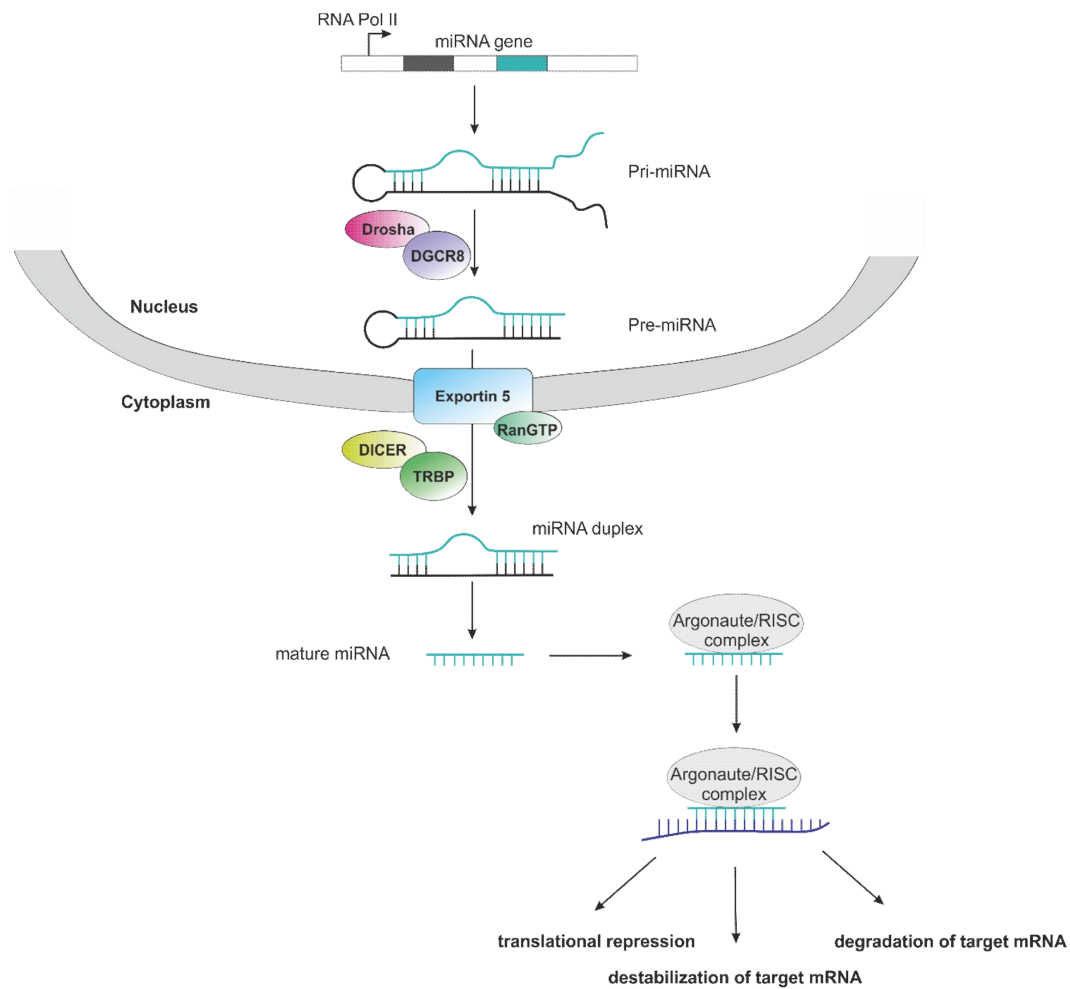 RNA Pol II
miRNA gene
Pri-miRNA
Drosha
DGCR8
Nucleus
Pre-miRNA
Cytoplasm
Exportin 5
RanGTP
DICER
TRBP
miRNA duplex
mature miRNA
Argonaute/RISC
complex
Argonaute/RISC
complex
translational repression
degradation of target mRNA
destabilization of target mRNA